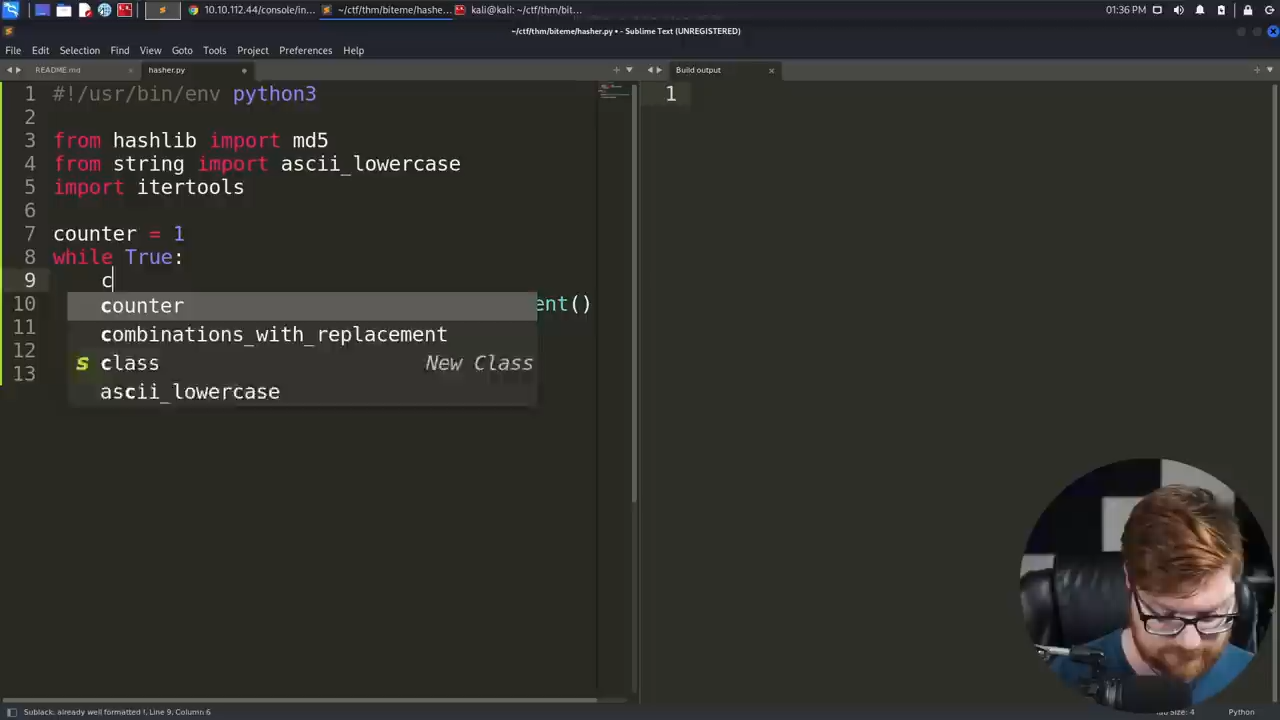 10.10.112.44/console/in...
~/ctf/thm/biteme/hashe...
kali@kali: ~/ctf/thm/bit...
01:36 PM
~/ctf/thm/biteme/hasher.py • - Sublime Text (UNREGISTERED)
File Edit Selection Find View Goto Tools Project Preferences Help
README.md
hasher.py
Build output
1 #!/usr/bin/env python3
2
3 from hashlib import md5
4 from string import ascii_lowercase
5 import itertools
6
7 counter = 1
8 while True:
9 c
counter
10 ent()
11 combinations_with_replacement
12 s class New Class
13
ascii_lowercase
1
Sublack: already well formatted !, Line 9, Column 6
Tab Size: 4
Python